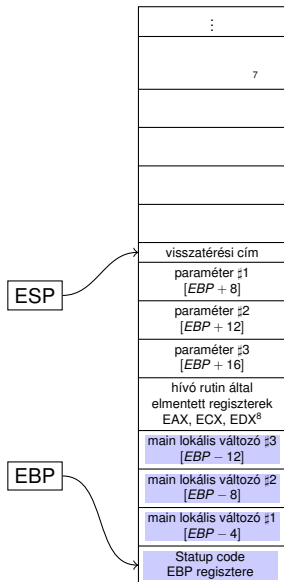 ⋮
7
visszatérési cím
paraméter ♯1
[EBP + 8]
ESP
paraméter ♯2
[EBP + 12]
paraméter ♯3
[EBP + 16]
hívó rutin által
elmentett regiszterek
EAX, ECX, EDX⁸
main lokális változó ♯3
[EBP − 12]
EBP
main lokális változó ♯2
[EBP − 8]
main lokális változó ♯1
[EBP − 4]
Statup code
EBP regisztere